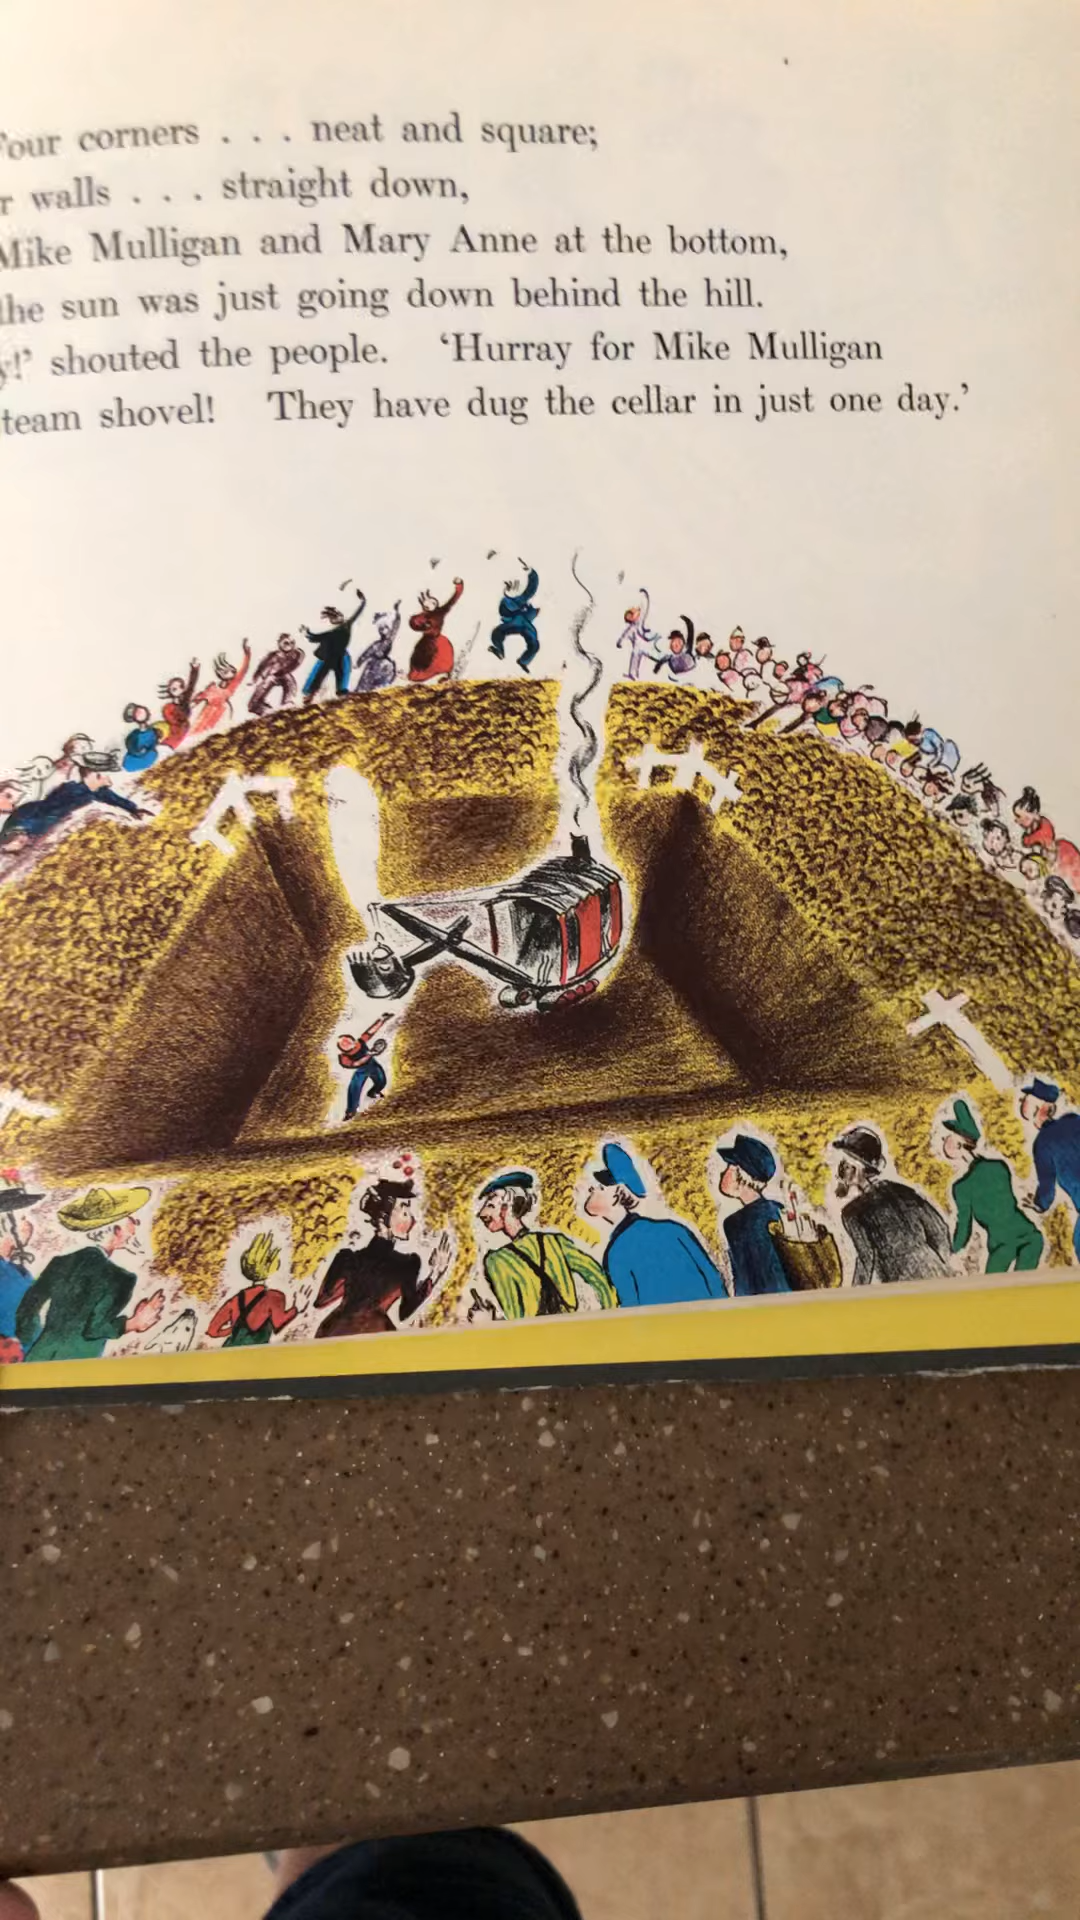 Four corners . . . neat and square;
walls . . . straight down,
Mike Mulligan and Mary Anne at the bottom,
the sun was just going down behind the hill.
!’ shouted the people. ‘Hurray for Mike Mulligan
team shovel! They have dug the cellar in just one day.’